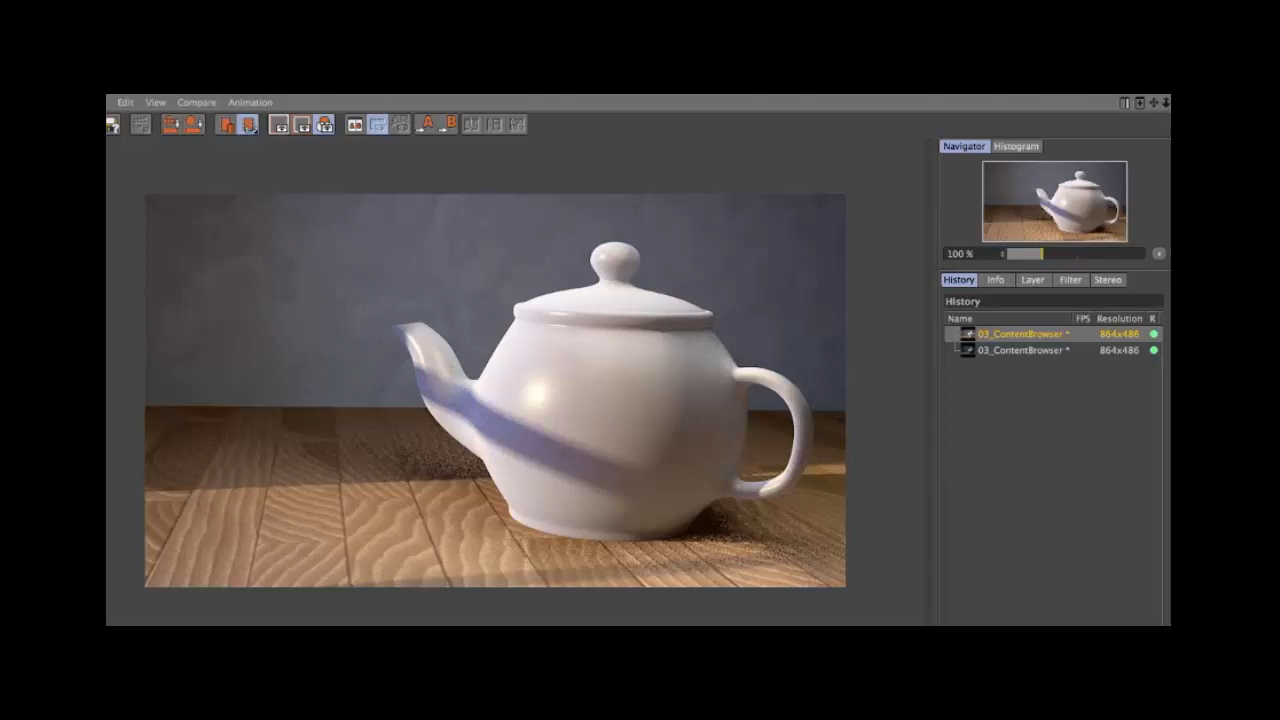 Edit View Compare Animation
A B
Navigator Histogram
100 %
History Info Layer Filter Stereo
History
Name FPS Resolution R
03_ContentBrowser * 864x486
03_ContentBrowser * 864x486